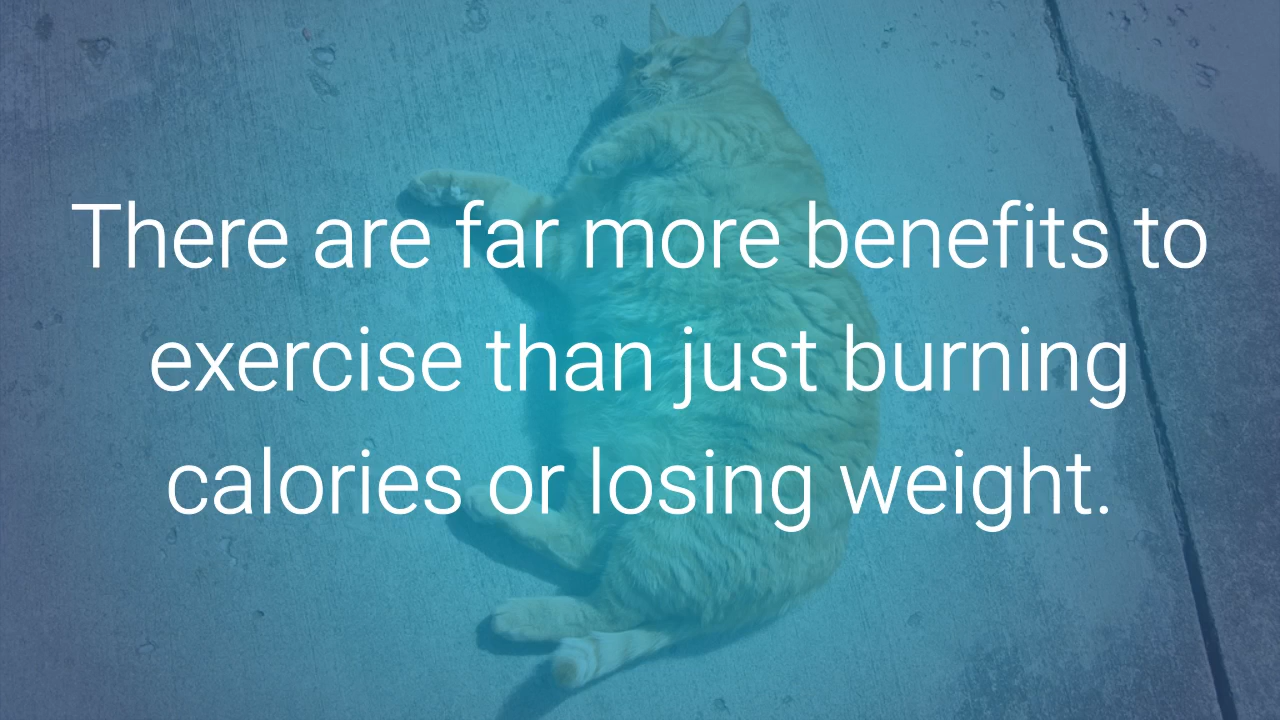 There are far more benefits to
exercise than just burning
calories or losing weight.